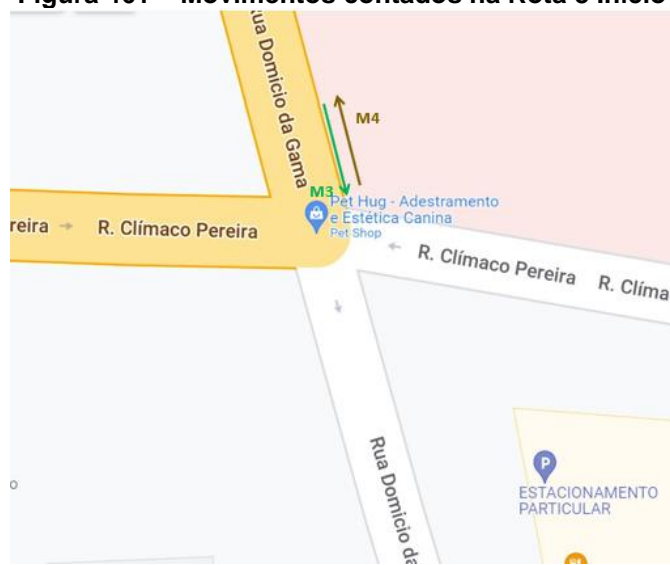 Figura 101 – Movimentos contados na Rota e Início
Rua Domicio da Gama
M4
M3
Pet Hug - Adestramento
e Estética Canina
Pet Shop
reira
R. Clímaco Pereira
R. Clímaco Pereira
R. Clíma
Rua Domicio da
P
ESTACIONAMENTO
PARTICULAR